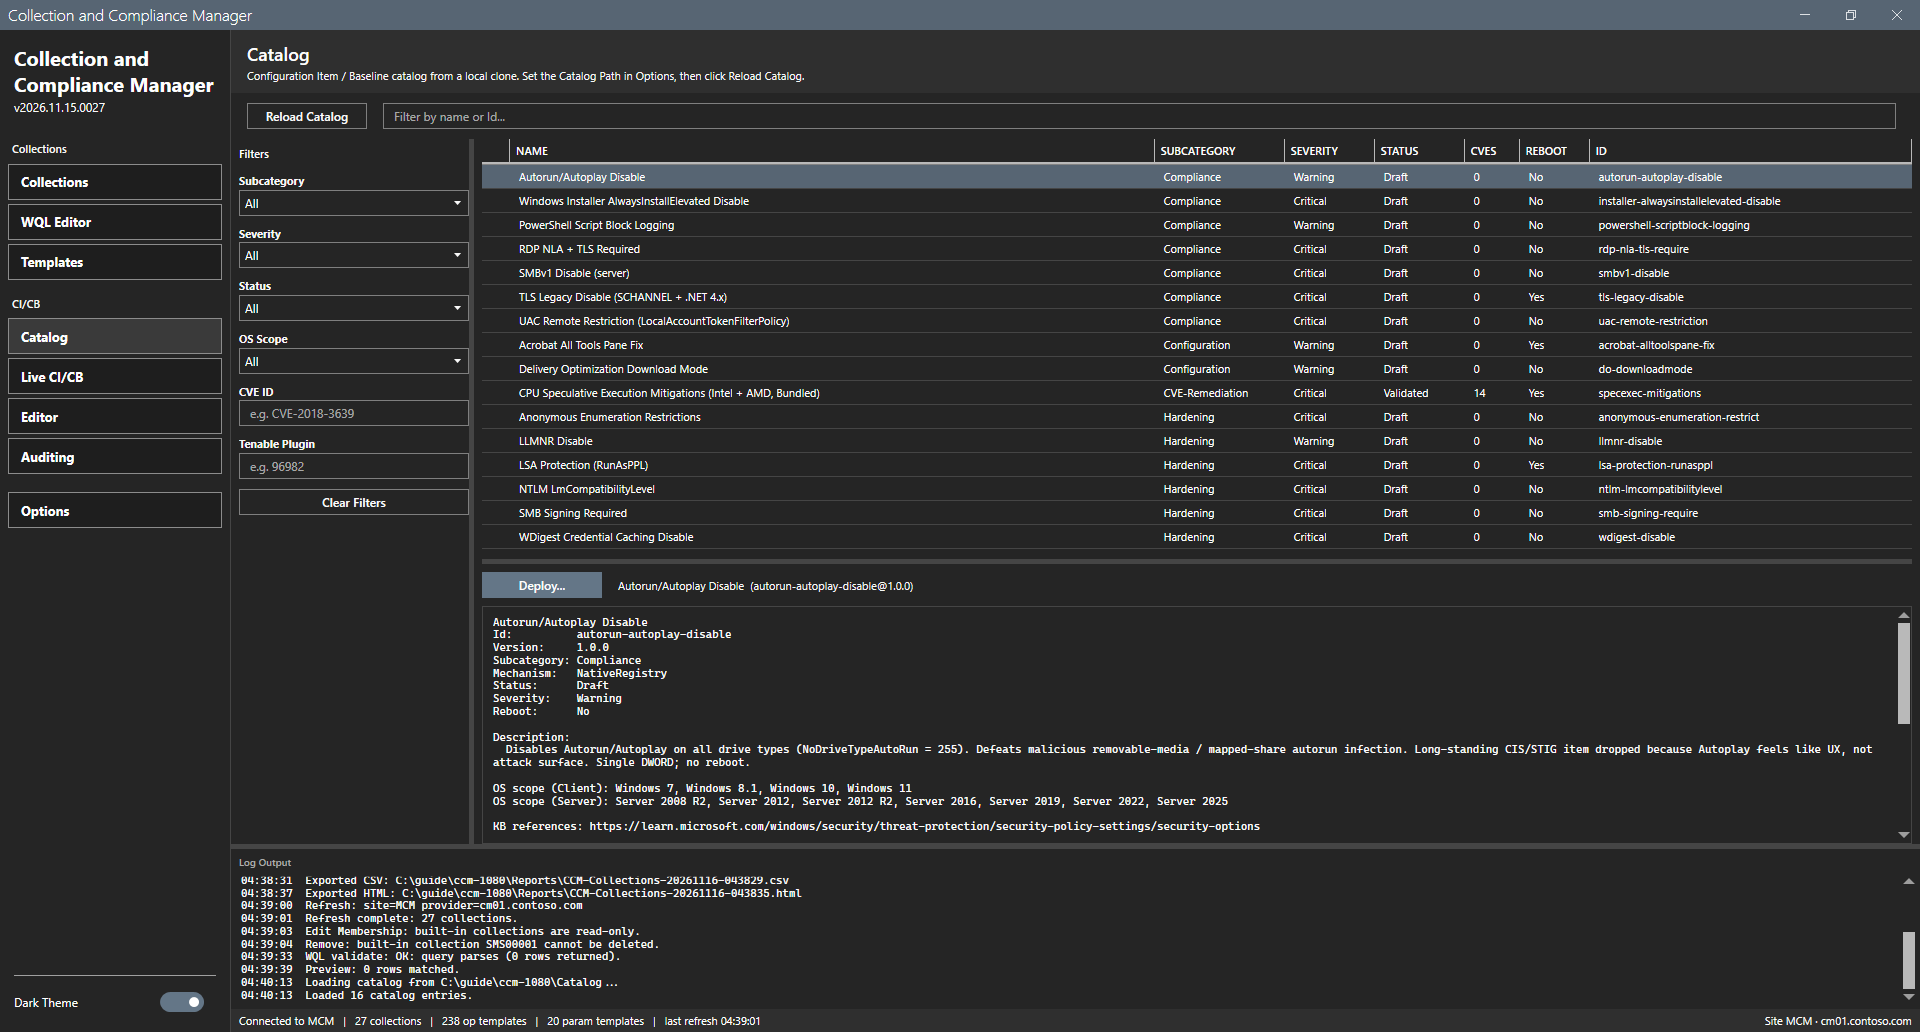 Collection and Compliance Manager
Collection and
Compliance Manager
v2026.11.15.0027
Collections
Collections
WQL Editor
Templates
CI/CB
Catalog
Live CI/CB
Editor
Auditing
Options
Dark Theme
Catalog
Configuration Item / Baseline catalog from a local clone. Set the Catalog Path in Options, then click Reload Catalog.
Reload Catalog
Filter by name or Id...
Filters
Subcategory
All
Severity
All
Status
All
OS Scope
All
CVE ID
e.g. CVE-2018-3639
Tenable Plugin
e.g. 96982
Clear Filters
NAME SUBCATEGORY SEVERITY STATUS CVES REBOOT ID
Autorun/Autoplay Disable Compliance Warning Draft 0 No autorun-autoplay-disable
Windows Installer AlwaysInstallElevated Disable Compliance Critical Draft 0 No installer-alwaysinstallelevated-disable
PowerShell Script Block Logging Compliance Warning Draft 0 No powershell-scriptblock-logging
RDP NLA + TLS Required Compliance Critical Draft 0 No rdp-nla-tls-require
SMBv1 Disable (server) Compliance Critical Draft 0 No smbv1-disable
TLS Legacy Disable (SCHANNEL + .NET 4.x) Compliance Critical Draft 0 Yes tls-legacy-disable
UAC Remote Restriction (LocalAccountTokenFilterPolicy) Compliance Critical Draft 0 No uac-remote-restriction
Acrobat All Tools Pane Fix Configuration Warning Draft 0 Yes acrobat-alltoolspane-fix
Delivery Optimization Download Mode Configuration Warning Draft 0 No do-downloadmode
CPU Speculative Execution Mitigations (Intel + AMD, Bundled) CVE-Remediation Critical Validated 14 Yes specexec-mitigations
Anonymous Enumeration Restrictions Hardening Critical Draft 0 No anonymous-enumeration-restrict
LLMNR Disable Hardening Warning Draft 0 No llmnr-disable
LSA Protection (RunAsPPL) Hardening Critical Draft 0 Yes lsa-protection-runasppl
NTLM LmCompatibilityLevel Hardening Critical Draft 0 No ntlm-lmcompatibilitylevel
SMB Signing Required Hardening Critical Draft 0 No smb-signing-require
WDigest Credential Caching Disable Hardening Critical Draft 0 No wdigest-disable
Deploy... Autorun/Autoplay Disable (autorun-autoplay-disable@1.0.0)
Autorun/Autoplay Disable
Id: autorun-autoplay-disable
Version: 1.0.0
Subcategory: Compliance
Mechanism: NativeRegistry
Status: Draft
Severity: Warning
Reboot: No
Description:
Disables Autorun/Autoplay on all drive types (NoDriveTypeAutoRun = 255). Defeats malicious removable-media / mapped-share autorun infection. Long-standing CIS/STIG item dropped because Autoplay feels like UX, not
attack surface. Single DWORD; no reboot.
OS scope (Client): Windows 7, Windows 8.1, Windows 10, Windows 11
OS scope (Server): Server 2008 R2, Server 2012, Server 2012 R2, Server 2016, Server 2019, Server 2022, Server 2025
KB references: https://learn.microsoft.com/windows/security/threat-protection/security-policy-settings/security-options
Log Output
04:38:31 Exported CSV: C:\guide\ccm-1080\Reports\CCM-Collections-20261116-043829.csv
04:38:37 Exported HTML: C:\guide\ccm-1080\Reports\CCM-Collections-20261116-043835.html
04:39:00 Refresh: site=MCM provider=cm01.contoso.com
04:39:01 Refresh complete: 27 collections.
04:39:03 Edit Membership: built-in collections are read-only.
04:39:04 Remove: built-in collection SMS00001 cannot be deleted.
04:39:33 WQL validate: OK: query parses (0 rows returned).
04:39:39 Preview: 0 rows matched.
04:40:13 Loading catalog from C:\guide\ccm-1080\Catalog ...
04:40:13 Loaded 16 catalog entries.
Connected to MCM | 27 collections | 238 op templates | 20 param templates | last refresh 04:39:01
Site MCM · cm01.contoso.com